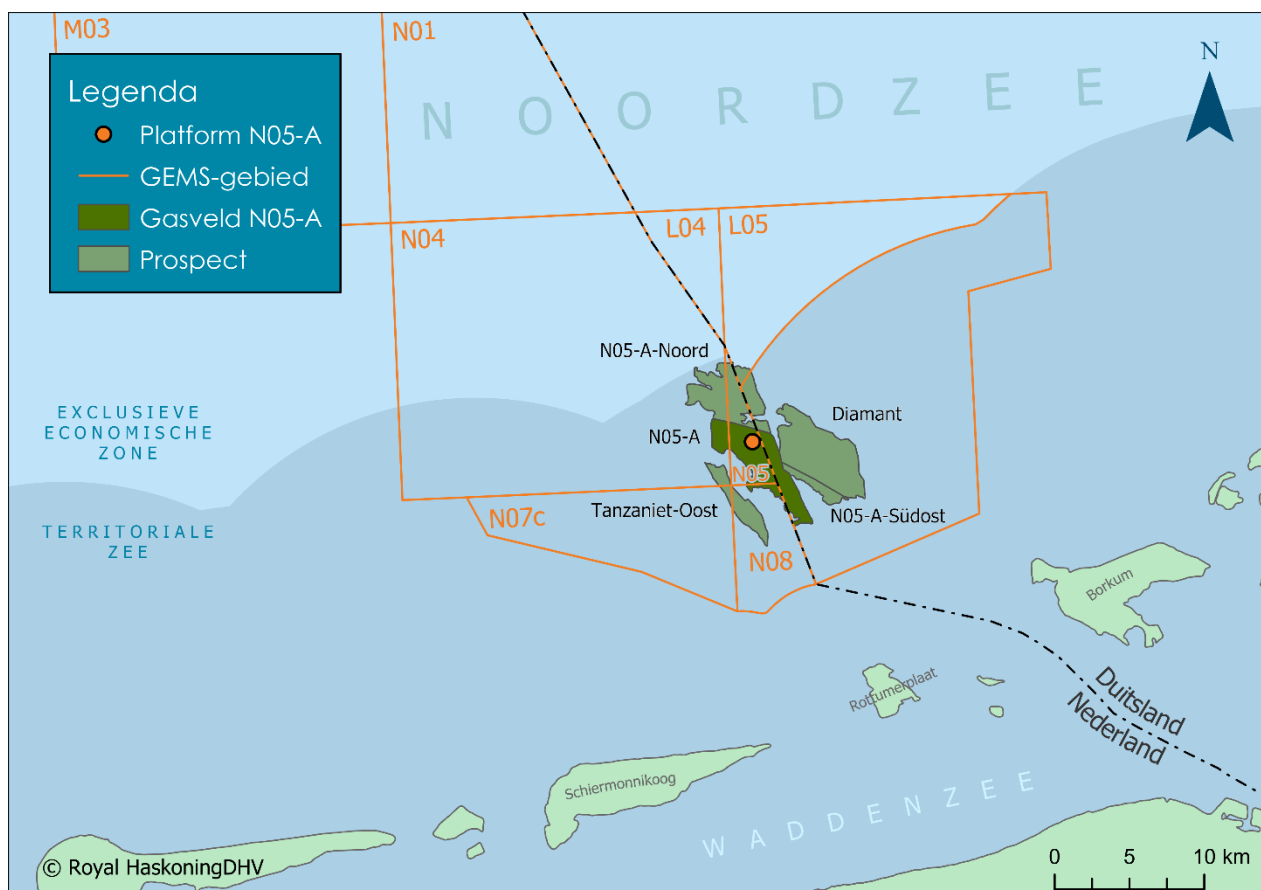 M03
N01
N
Legenda
Platform N05-A
GEMS-gebied
Gasveld N05-A
Prospect
NOORDZEE
N04
L04
L05
N05-A-Noord
EXCLUSIEVE
ECONOMISCHE
ZONE
Diamant
N05-A
N05
TERRITORIALE
ZEE
N07c
Tanzaniet-Oost
N05-A-Südost
N08
Borkum
Rottumerplaat
Duitsland
Nederland
Schiermonnikoog
WADDENZEE
© Royal HaskoningDHV
0 5 10 km